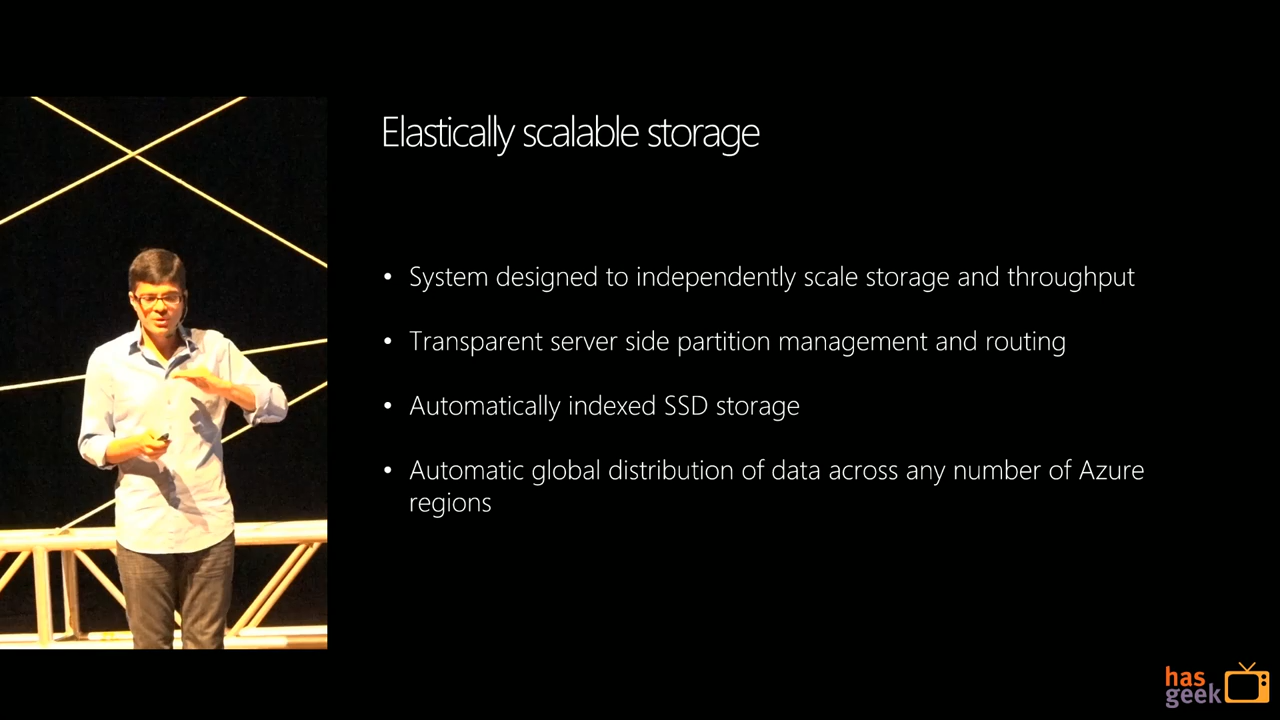 Elastically scalable storage
• System designed to independently scale storage and throughput
• Transparent server side partition management and routing
• Automatically indexed SSD storage
• Automatic global distribution of data across any number of Azure
regions
has
geek